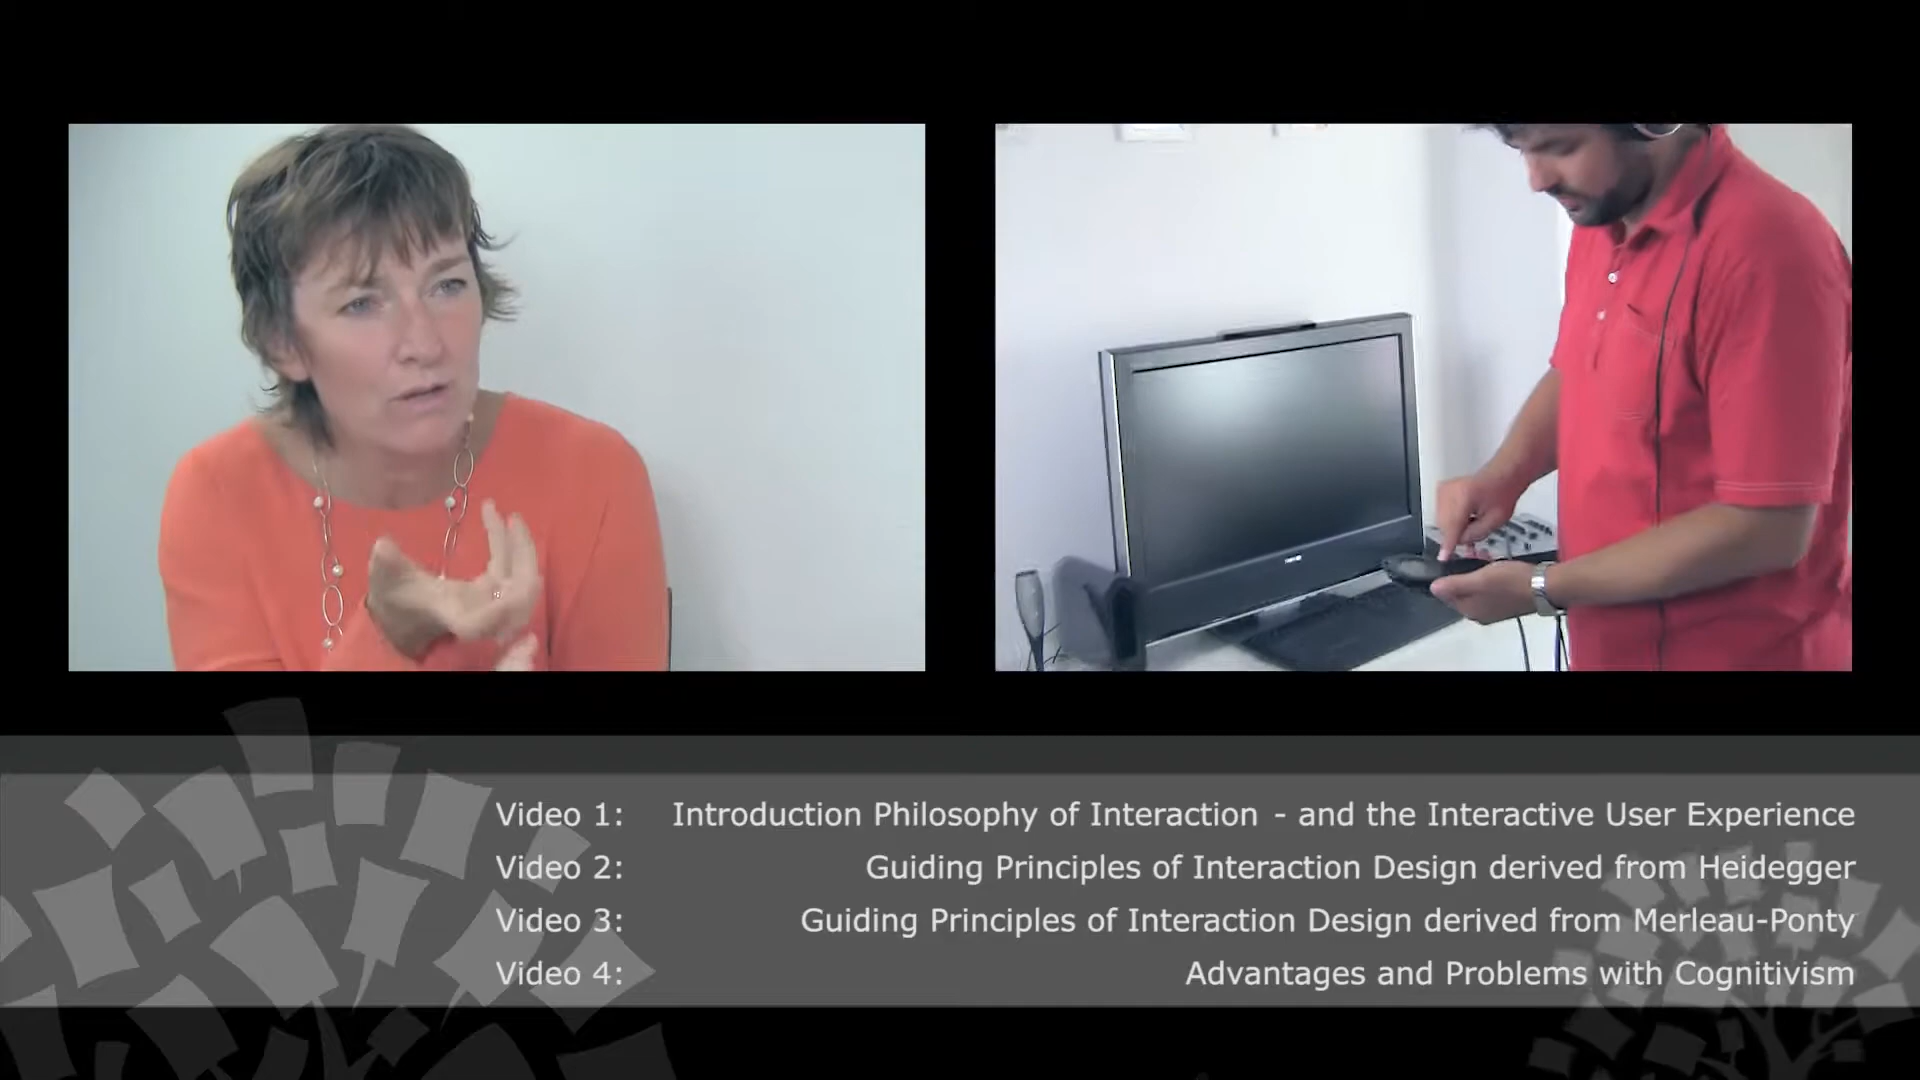 Video 1: Introduction Philosophy of Interaction - and the Interactive User Experience
Video 2: Guiding Principles of Interaction Design derived from Heidegger
Video 3: Guiding Principles of Interaction Design derived from Merleau-Ponty
Video 4: Advantages and Problems with Cognitivism